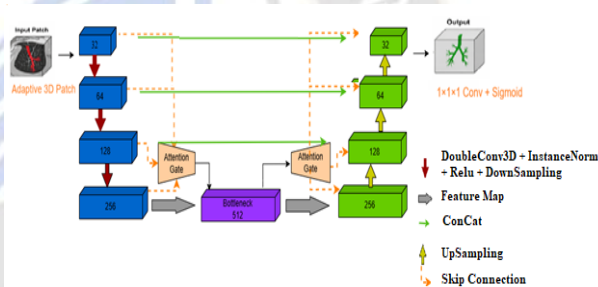 Input Patch
Output
Adaptive 3D Patch
32
64
128
256
Attention
Gate
Bottleneck
512
Attention
Gate
32
64
128
256
1×1×1 Conv + Sigmoid
DoubleConv3D + InstanceNorm
+ Relu + DownSampling
Feature Map
ConCat
UpSampling
Skip Connection